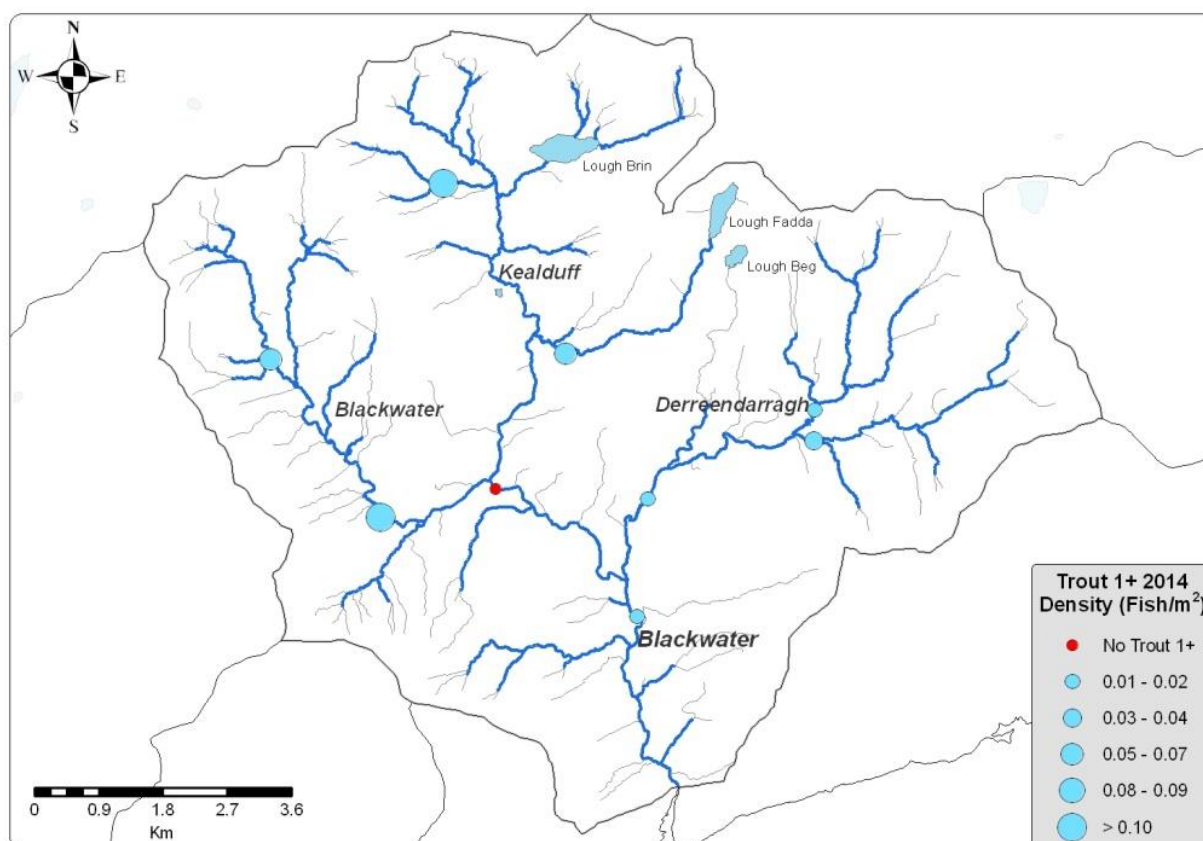 N
W E
S
Lough Brin
Lough Fadda
Lough Beg
Kealduff
Blackwater
Derreendarragh
Blackwater
Trout 1+ 2014
Density (Fish/m²)
No Trout 1+
0.01 - 0.02
0.03 - 0.04
0.05 - 0.07
0.08 - 0.09
> 0.10
0 0.9 1.8 2.7 3.6
Km